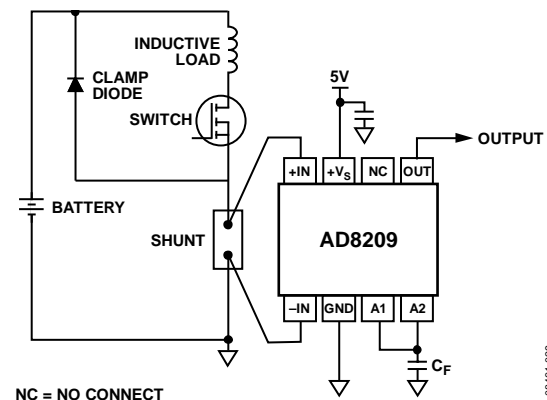 INDUCTIVE
LOAD
CLAMP
DIODE
5V
SWITCH
OUTPUT
+IN
+VS
NC
OUT
BATTERY
SHUNT
AD8209
–IN
GND
A1
A2
CF
NC = NO CONNECT